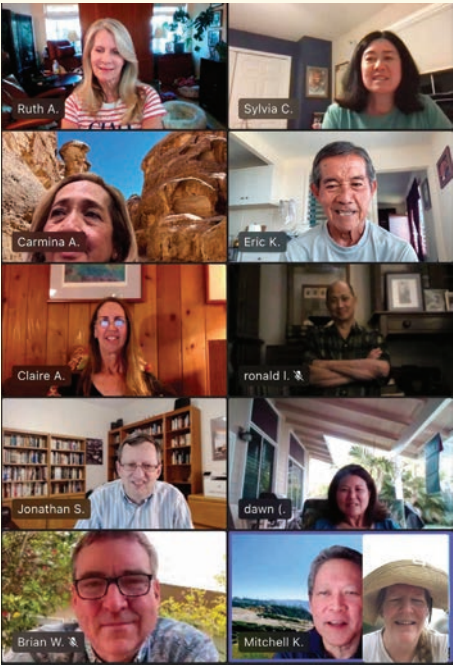 Ruth A.
Sylvia C.
Carmina A.
Eric K.
Claire A.
ronald I.
Jonathan S.
dawn (.
Brian W.
Mitchell K.